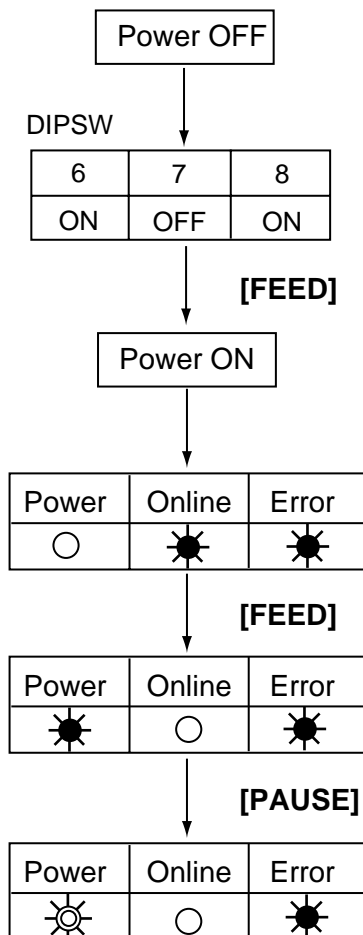 Power OFF
DIPSW
6 7 8
ON OFF ON
[FEED]
Power ON
Power Online Error
[FEED]
Power Online Error
[PAUSE]
Power Online Error